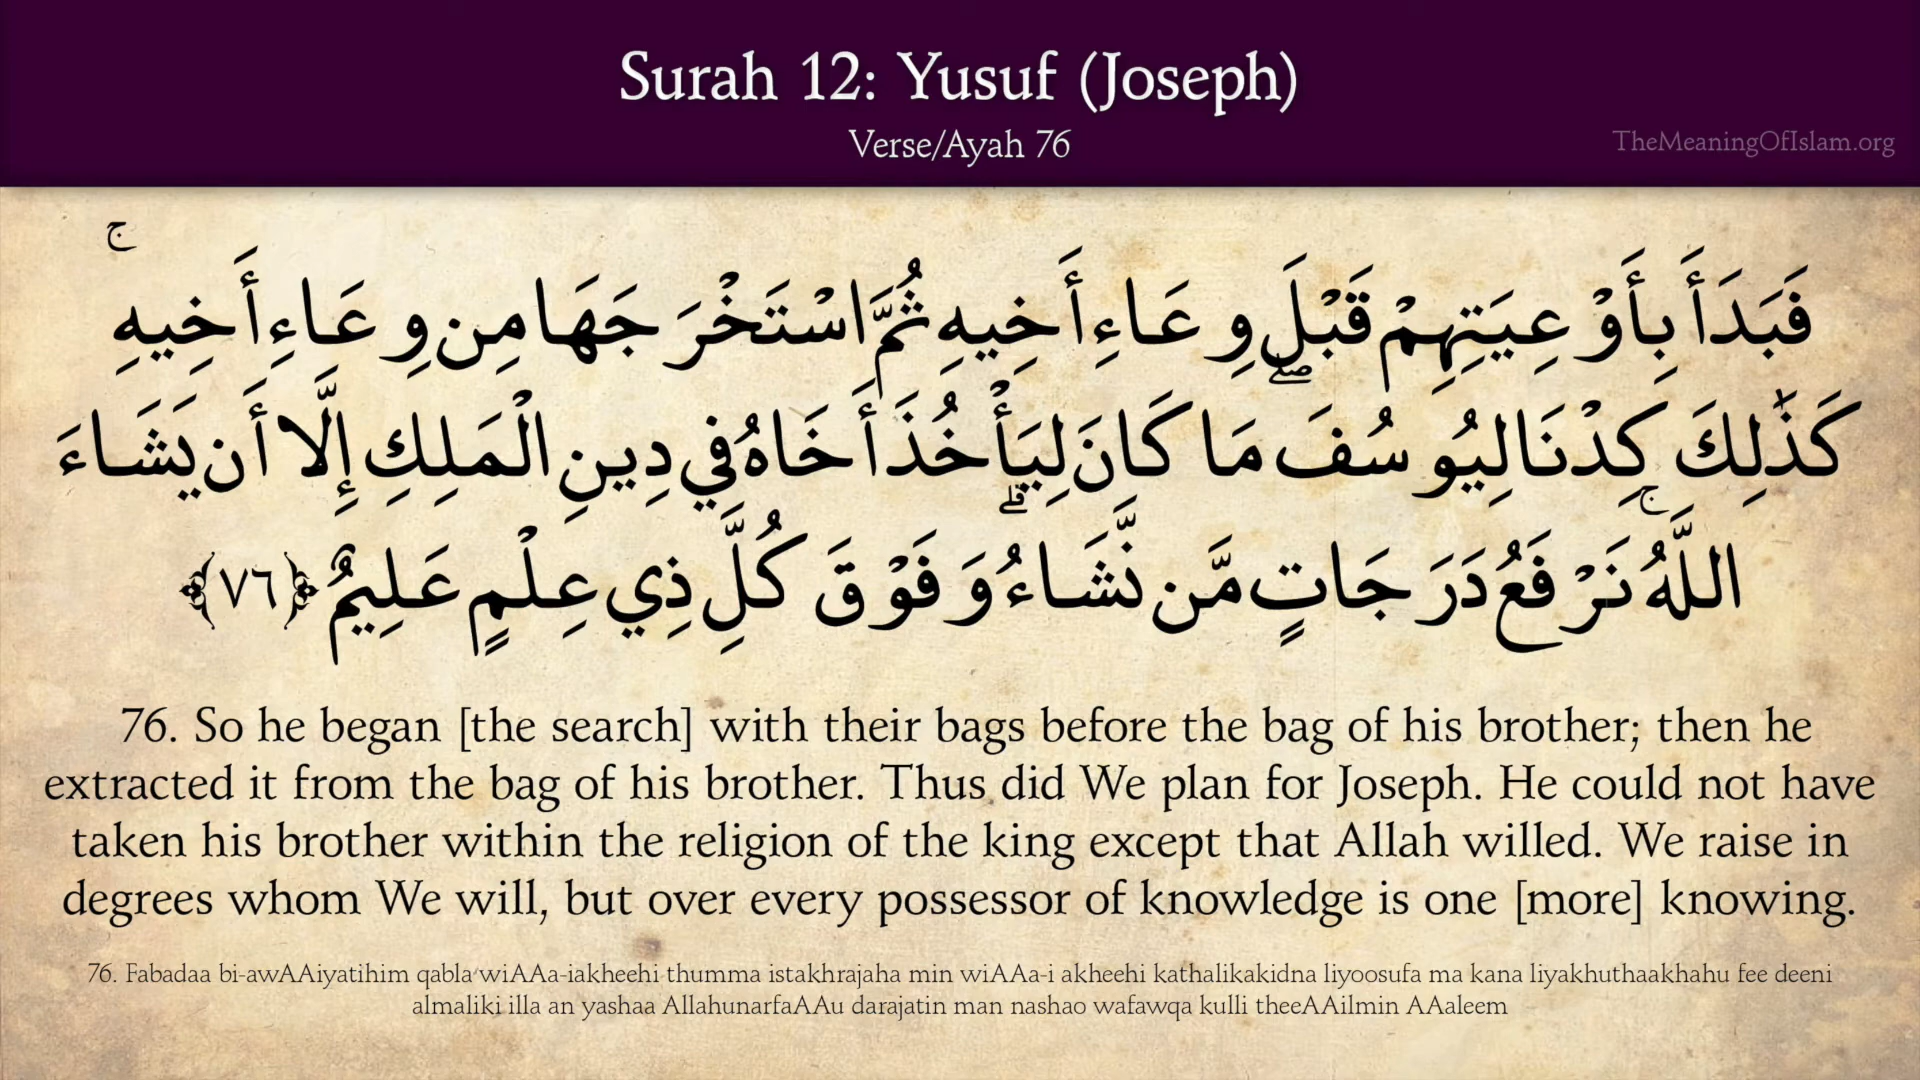 Surah 12: Yusuf (Joseph)
Verse/Ayah 76
TheMeaningOfIslam.org
فَبَدَأَ بِأَوْعِيَتِهِمْ قَبْلَ وِعَاءِ أَخِيهِ ثُمَّ اسْتَخْرَجَهَا مِن وِعَاءِ أَخِيهِ ۚ
كَذَٰلِكَ كِدْنَا لِيُوسُفَ ۖ مَا كَانَ لِيَأْخُذَ أَخَاهُ فِي دِينِ الْمَلِكِ إِلَّا أَن يَشَاءَ
اللَّهُ ۚ نَرْفَعُ دَرَجَاتٍ مَّن نَّشَاءُ ۗ وَفَوْقَ كُلِّ ذِي عِلْمٍ عَلِيمٌ ﴿٧٦﴾
76. So he began [the search] with their bags before the bag of his brother; then he
extracted it from the bag of his brother. Thus did We plan for Joseph. He could not have
taken his brother within the religion of the king except that Allah willed. We raise in
degrees whom We will, but over every possessor of knowledge is one [more] knowing.
76. Fabadaa bi-awAAiyatihim qabla wiAAa-iakheehi thumma istakhrajaha min wiAAa-i akheehi kathalikakidna liyoosufa ma kana liyakhuthaakhahu fee deeni
almaliki illa an yashaa AllahunarfaAAu darajatin man nashao wafawqa kulli theeAAilmin AAaleem